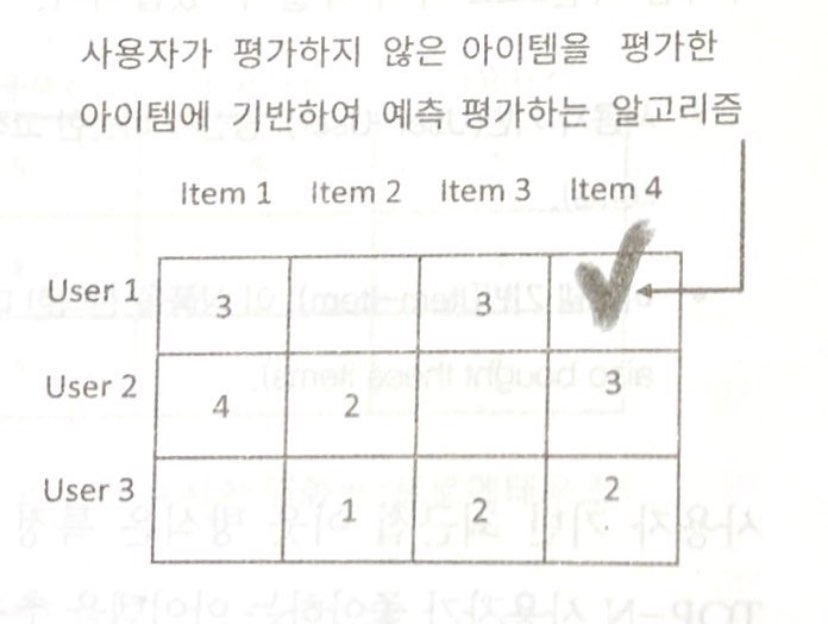 사용자가 평가하지 않은 아이템을 평가한
아이템에 기반하여 예측 평가하는 알고리즘
Item 1 Item 2 Item 3 Item 4
User 1 3 3
User 2 4 2 3
User 3 1 2 2